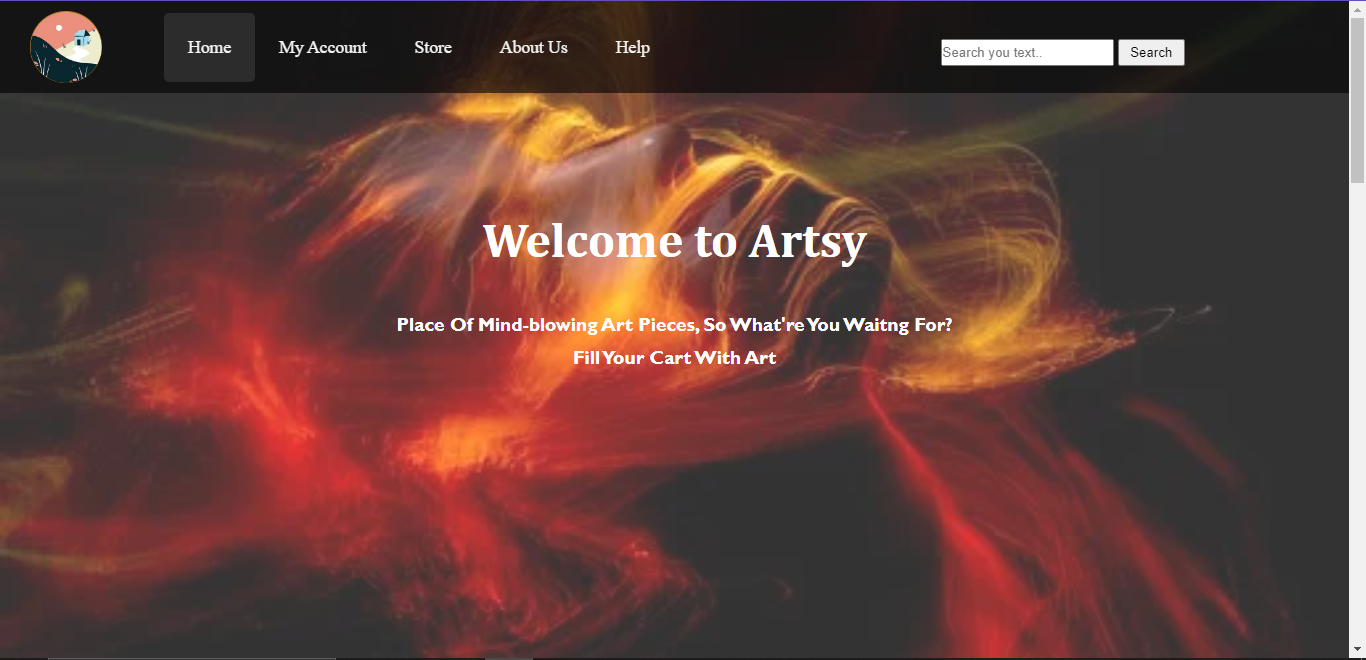 Home My Account Store About Us Help Search you text.. Search
Welcome to Artsy
Place Of Mind-blowing Art Pieces, So What're You Waitng For?
Fill Your Cart With Art